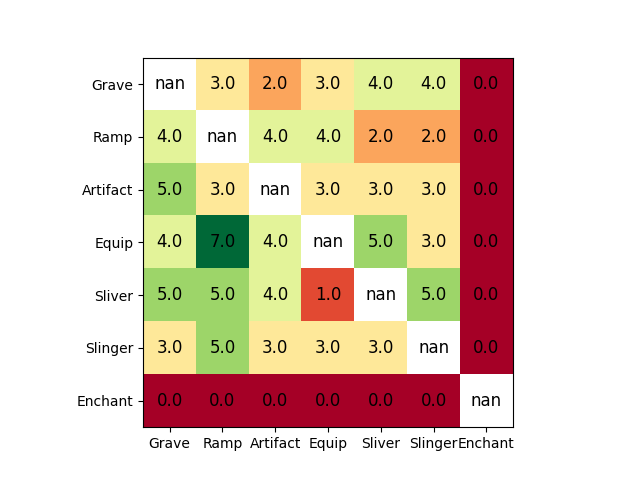 Grave nan 3.0 2.0 3.0 4.0 4.0 0.0
Ramp 4.0 nan 4.0 4.0 2.0 2.0 0.0
Artifact 5.0 3.0 nan 3.0 3.0 3.0 0.0
Equip 4.0 7.0 4.0 nan 5.0 3.0 0.0
Sliver 5.0 5.0 4.0 1.0 nan 5.0 0.0
Slinger 3.0 5.0 3.0 3.0 3.0 nan 0.0
Enchant 0.0 0.0 0.0 0.0 0.0 0.0 nan
Grave Ramp Artifact Equip Sliver Slinger Enchant